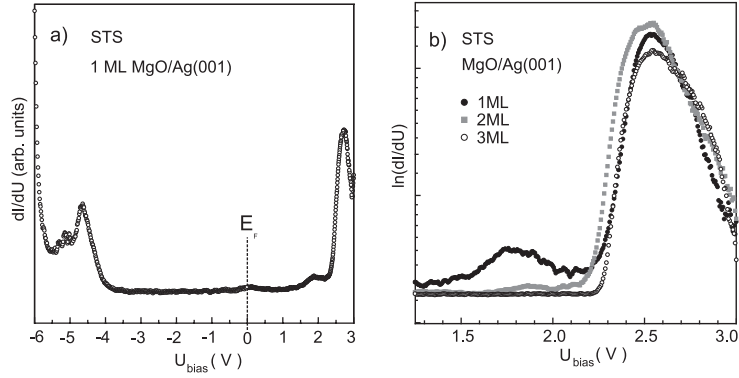 a)
STS
1 ML MgO/Ag(001)
dI/dU (arb. units)
E
F
-6 -5 -4 -3 -2 -1 0 1 2 3
U bias ( V )
b)
STS
MgO/Ag(001)
1ML
2ML
3ML
ln(dI/dU)
1.5 2.0 2.5 3.0
U bias ( V )